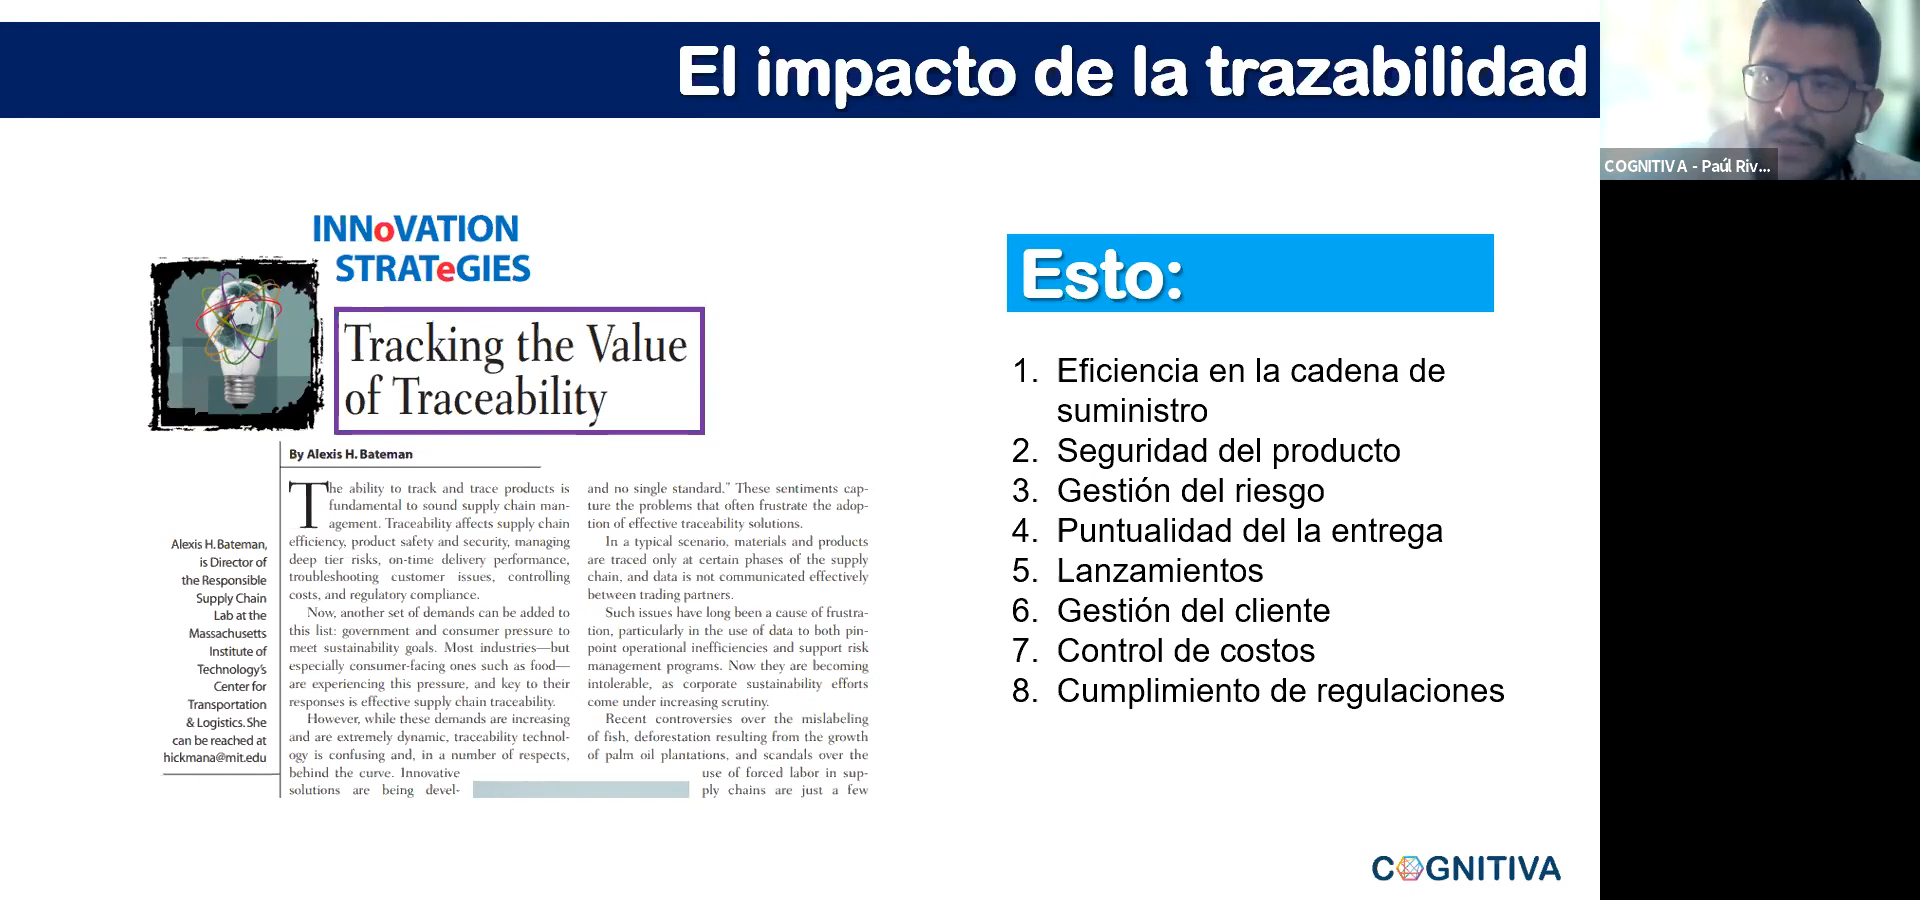 El impacto de la trazabilidad
COGNITIVA - Paúl Riv...
INNoVATION
STRATeGIES
Tracking the Value
of Traceability
By Alexis H. Bateman
The ability to track and trace products is
fundamental to sound supply chain man-
agement. Traceability affects supply chain
efficiency, product safety and security, managing
deep tier risks, on-time delivery performance,
troubleshooting customer issues, controlling
costs, and regulatory compliance.
Now, another set of demands can be added to
this list: government and consumer pressure to
meet sustainability goals. Most industries—but
especially consumer-facing ones such as food—
are experiencing this pressure, and key to their
responses is effective supply chain traceability.
However, while these demands are increasing
and are extremely dynamic, traceability technol-
ogy is confusing and, in a number of respects,
behind the curve. Innovative
solutions are being devel-
and no single standard." These sentiments cap-
ture the problems that often frustrate the adop-
tion of effective traceability solutions.
In a typical scenario, materials and products
are traced only at certain phases of the supply
chain, and data is not communicated effectively
between trading partners.
Such issues have long been a cause of frustra-
tion, particularly in the use of data to both pin-
point operational inefficiencies and support risk
management programs. Now they are becoming
intolerable, as corporate sustainability efforts
come under increasing scrutiny.
Recent controversies over the mislabeling
of fish, deforestation resulting from the growth
of palm oil plantations, and scandals over the
use of forced labor in sup-
ply chains are just a few
Alexis H. Bateman,
is Director of
the Responsible
Supply Chain
Lab at the
Massachusetts
Institute of
Technology's
Center for
Transportation
& Logistics. She
can be reached at
hickmana@mit.edu
Esto:
1. Eficiencia en la cadena de
suministro
2. Seguridad del producto
3. Gestión del riesgo
4. Puntualidad del la entrega
5. Lanzamientos
6. Gestión del cliente
7. Control de costos
8. Cumplimiento de regulaciones
COGNITIVA